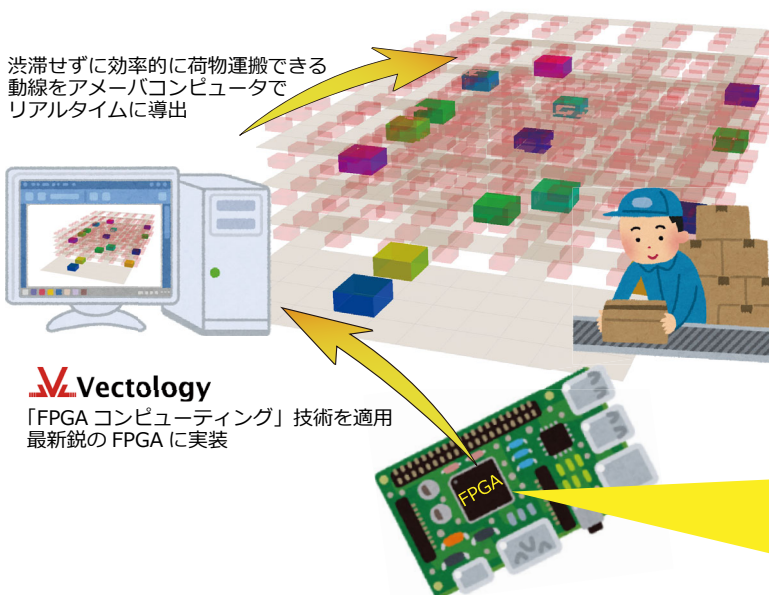 渋滞せずに効率的に荷物運搬できる
動線をアメーバコンピュータで
リアルタイムに導出
Vectology
「FPGA コンピューティング」技術を適用
最新鋭の FPGA に実装
FPGA